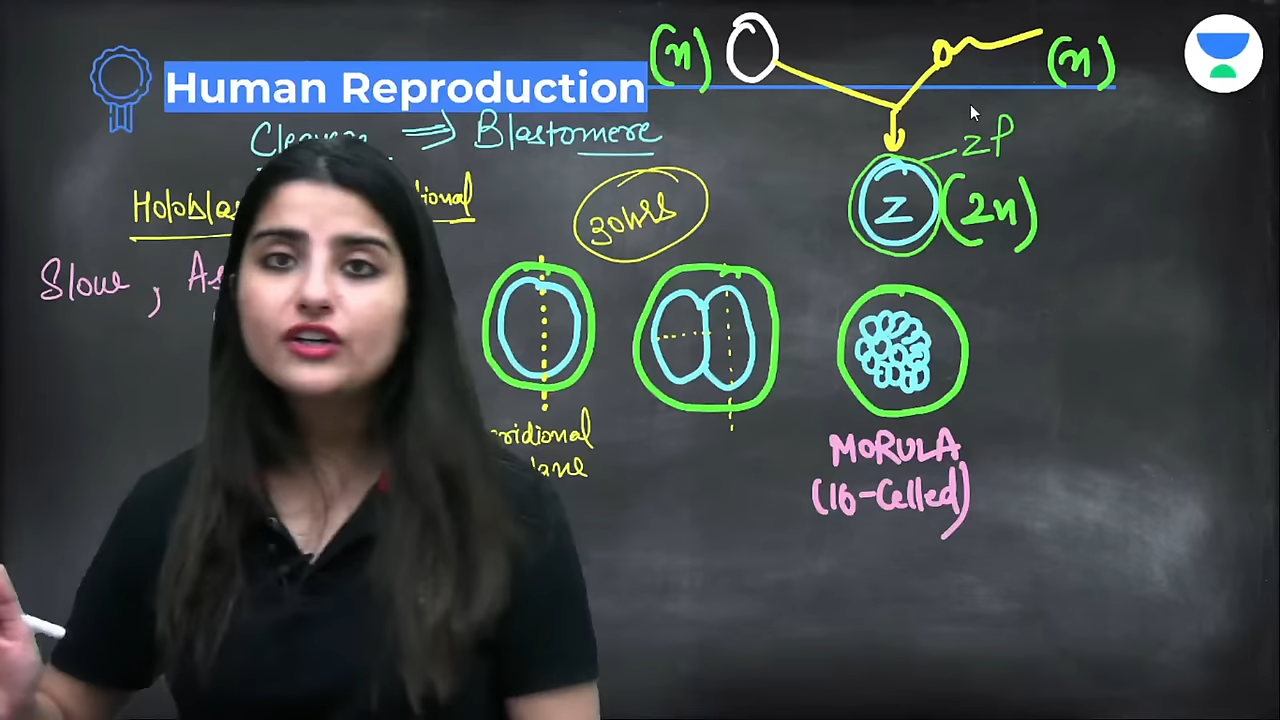 (n) (n)
Human Reproduction
⇒ Blastomere
ZP
30hrs
Z (2n)
Slow,
MORULA
(16-Celled)